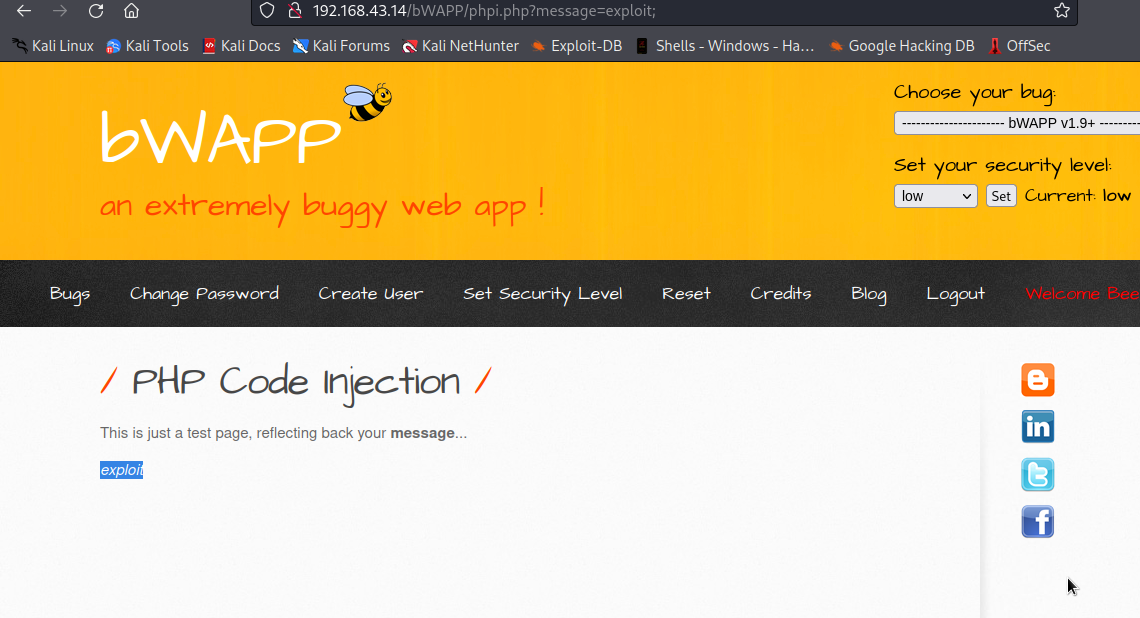 192.168.43.14/bWAPP/phpi.php?message=exploit;
Kali Linux Kali Tools Kali Docs Kali Forums Kali NetHunter Exploit-DB Shells - Windows - Ha... Google Hacking DB OffSec
bWAPP
an extremely buggy web app !
Choose your bug:
---------------------- bWAPP v1.9+ ---------
Set your security level:
low Set Current: low
Bugs Change Password Create User Set Security Level Reset Credits Blog Logout Welcome Bee
/ PHP Code Injection /
This is just a test page, reflecting back your message...
exploit